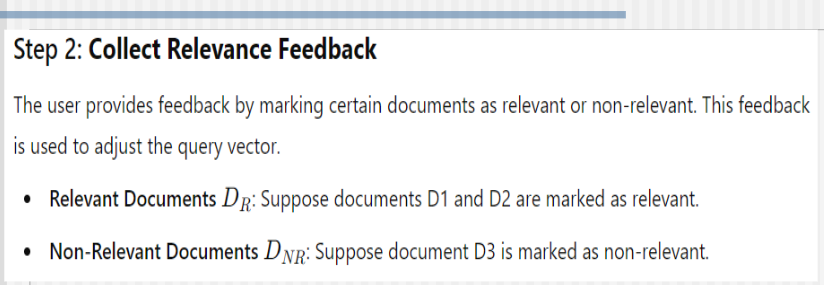 Step 2: Collect Relevance Feedback
The user provides feedback by marking certain documents as relevant or non-relevant. This feedback
is used to adjust the query vector.
• Relevant Documents D_R: Suppose documents D1 and D2 are marked as relevant.
• Non-Relevant Documents D_NR: Suppose document D3 is marked as non-relevant.